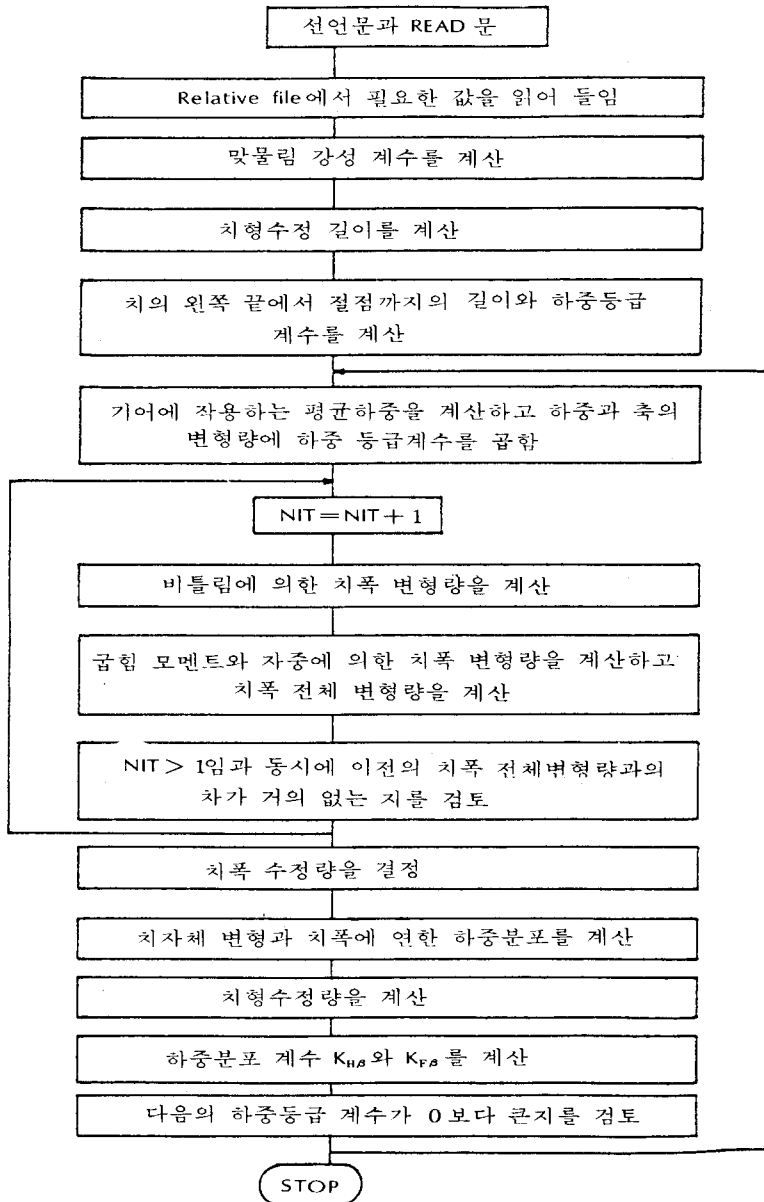 선언문과 READ 문
Relative file에서 필요한 값을 읽어 들임
맞물림 강성 계수를 계산
치형수정 길이를 계산
치의 왼쪽 끝에서 절점까지의 길이와 하중등급
계수를 계산
기어에 작용하는 평균하중을 계산하고 하중과 축의
변형량에 하중 등급계수를 곱함
NIT=NIT + 1
비틀림에 의한 치폭 변형량을 계산
굽힘 모멘트와 자중에 의한 치폭 변형량을 계산하고
치폭 전체 변형량을 계산
NIT > 1임과 동시에 이전의 치폭 전체변형량과의
차가 거의 없는 지를 검토
치폭 수정량을 결정
치자체 변형과 치폭에 연한 하중분포를 계산
치형수정량을 계산
하중분포 계수 KHβ와 KFβ를 계산
다음의 하중등급 계수가 0보다 큰지를 검토
STOP